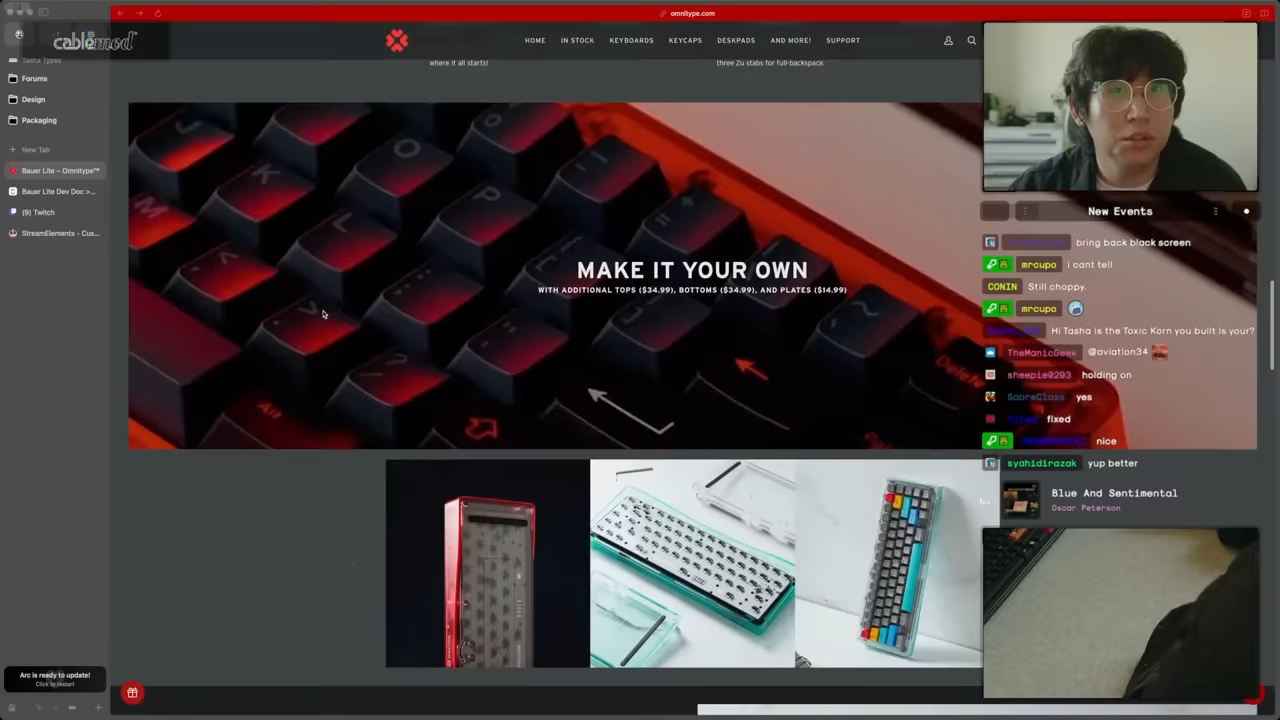 omnitype.com
cablemod
HOME IN STOCK KEYBOARDS KEYCAPS DESKPADS AND MORE! SUPPORT
Tasha Types
Forums
Design
Packaging
New Tab
Bauer Lite – Omnitype™
Bauer Lite Dev Doc >...
(9) Twitch
StreamElements - Cus...
where it all starts!
three 2u stabs for full-backspace.
MAKE IT YOUR OWN
WITH ADDITIONAL TOPS ($34.99), BOTTOMS ($34.99), AND PLATES ($14.99)
O
P
K
L
M
Alt
Delete
New Events
bring back black screen
mrcupo i cant tell
CONIN Still choppy.
mrcupo
Hi Tasha is the Toxic Korn you built is your?
TheManicGeek @aviation34
sheepie0293 holding on
SabreClass yes
fixed
nice
syahidirazak yup better
Blue And Sentimental
Oscar Peterson
Arc is ready to update!
Click to restart